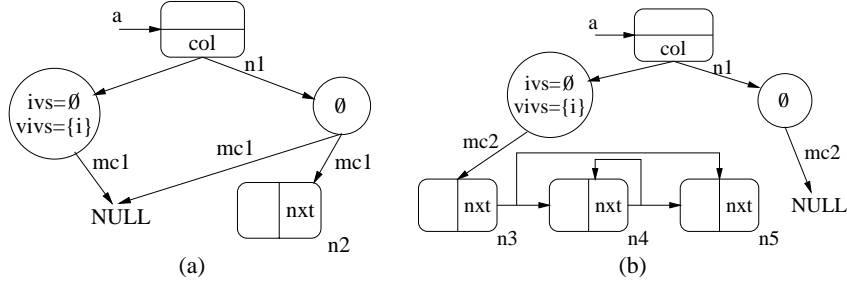 a
col
n1
ivs=∅
vivs={i}
∅
mc1
mc1
mc1
NULL
nxt
n2
(a)
a
col
n1
ivs=∅
vivs={i}
∅
mc2
mc2
nxt
nxt
nxt
NULL
n3
n4
n5
(b)